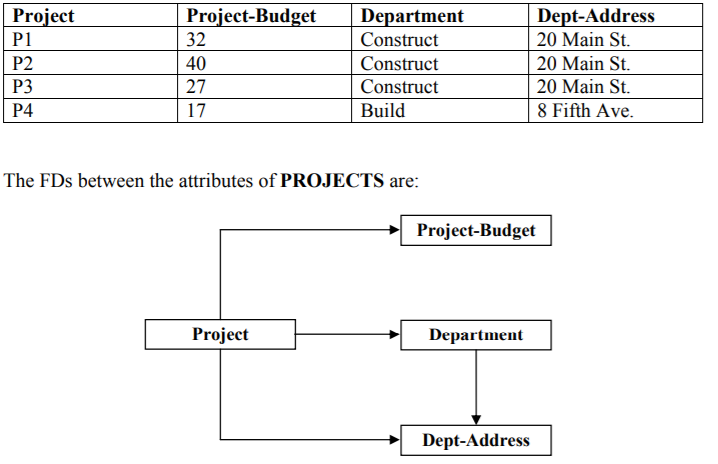 Project Project-Budget Department Dept-Address
P1 32 Construct 20 Main St.
P2 40 Construct 20 Main St.
P3 27 Construct 20 Main St.
P4 17 Build 8 Fifth Ave.
The FDs between the attributes of PROJECTS are:
Project-Budget
Project
Department
Dept-Address